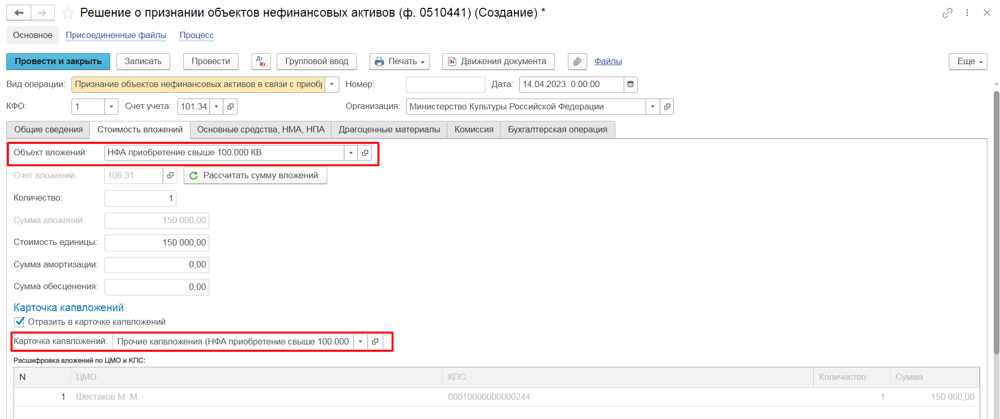 Решение о признании объектов нефинансовых активов (ф. 0510441) (Создание) *
Основное Присоединенные файлы Процесс
Провести и закрыть Записать Провести Дт Кт Групповой ввод Печать Движения документа Файлы Еще
Вид операции: Признание объектов нефинансовых активов в связи с приоб Номер: Дата: 14.04.2023 0:00:00
КФО: 1 Счет учета: 101.34 Организация: Министерство Культуры Российской Федерации
Общие сведения Стоимость вложений Основные средства, НМА, НПА Драгоценные материалы Комиссия Бухгалтерская операция
Объект вложений: НФА приобретение свыше 100.000 КВ
Счет вложений: 106.31 Рассчитать сумму вложений
Количество: 1
Сумма вложений: 150 000,00
Стоимость единицы: 150 000,00
Сумма амортизации: 0,00
Сумма обесценения: 0,00
Карточка капвложений
Отразить в карточке капвложений
Карточка капвложений: Прочие капвложения (НФА приобретение свыше 100.000
Расшифровка вложений по ЦМО и КПС:
N ЦМО КПС Количество Сумма
1 Шестаков М. М. - 08010000000000244 1 150 000,00